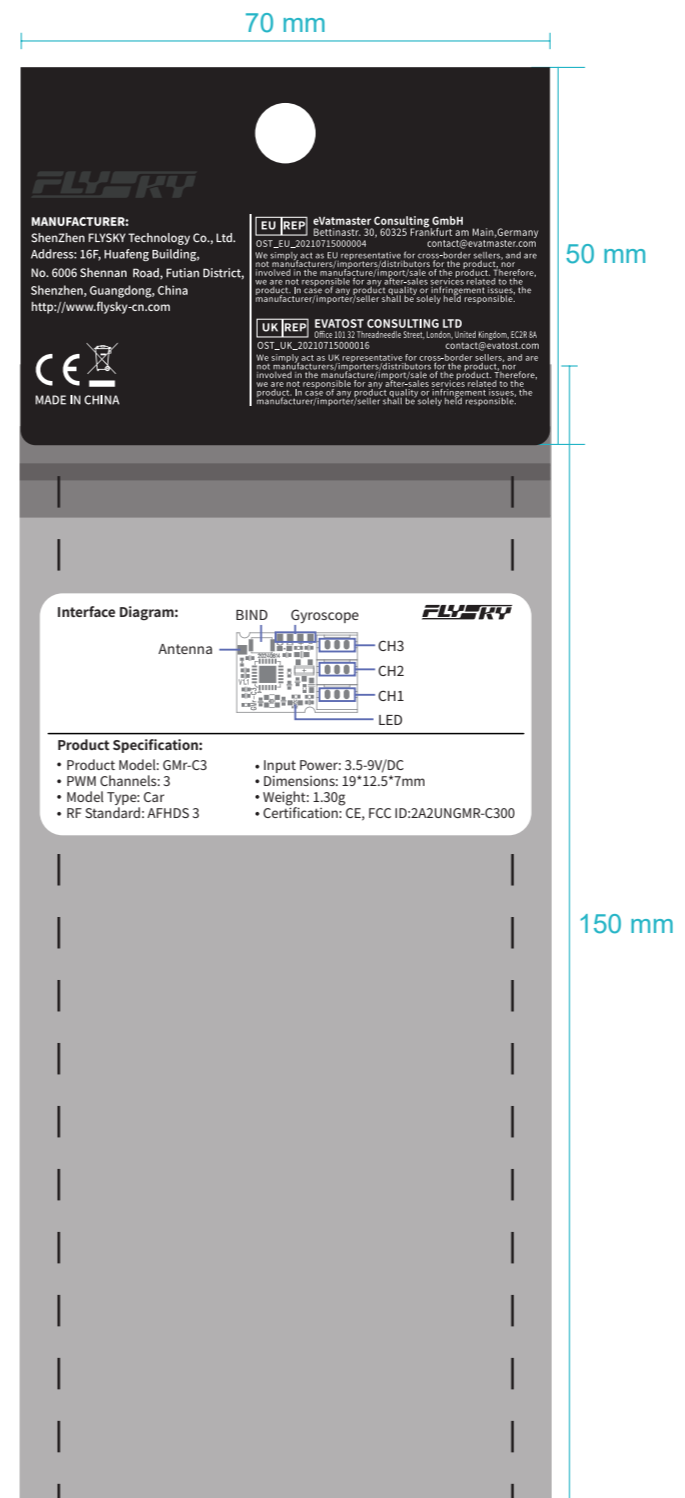 70 mm
FLYSKY
MANUFACTURER:
ShenZhen FLYSKY Technology Co., Ltd.
Address: 16F, Huafeng Building,
No. 6006 Shennan Road, Futian District,
Shenzhen, Guangdong, China
http://www.flysky-cn.com
CE
MADE IN CHINA
EU REP eVatmaster Consulting GmbH
Bettinastr. 30, 60325 Frankfurt am Main,Germany
OST_EU_20210715000004 contact@evatmaster.com
We simply act as EU representative for cross-border sellers, and are
not manufacturers/importers/distributors for the product, nor
involved in the manufacture/import/sale of the product. Therefore,
we are not responsible for any after-sales services related to the
product. In case of any product quality or infringement issues, the
manufacturer/importer/seller shall be solely held responsible.
UK REP EVATOST CONSULTING LTD
Office 101 32 Threadneedle Street, London, United Kingdom, EC2R 8A
OST_UK_20210715000016 contact@evatost.com
We simply act as UK representative for cross-border sellers, and are
not manufacturers/importers/distributors for the product, nor
involved in the manufacture/import/sale of the product. Therefore,
we are not responsible for any after-sales services related to the
product. In case of any product quality or infringement issues, the
manufacturer/importer/seller shall be solely held responsible.
50 mm
Interface Diagram:
FLYSKY
BIND Gyroscope
Antenna
CH3
CH2
CH1
LED
V1.1
GMr-C3
Product Specification:
• Product Model: GMr-C3
• PWM Channels: 3
• Model Type: Car
• RF Standard: AFHDS 3
• Input Power: 3.5-9V/DC
• Dimensions: 19*12.5*7mm
• Weight: 1.30g
• Certification: CE, FCC ID:2A2UNGMR-C300
150 mm